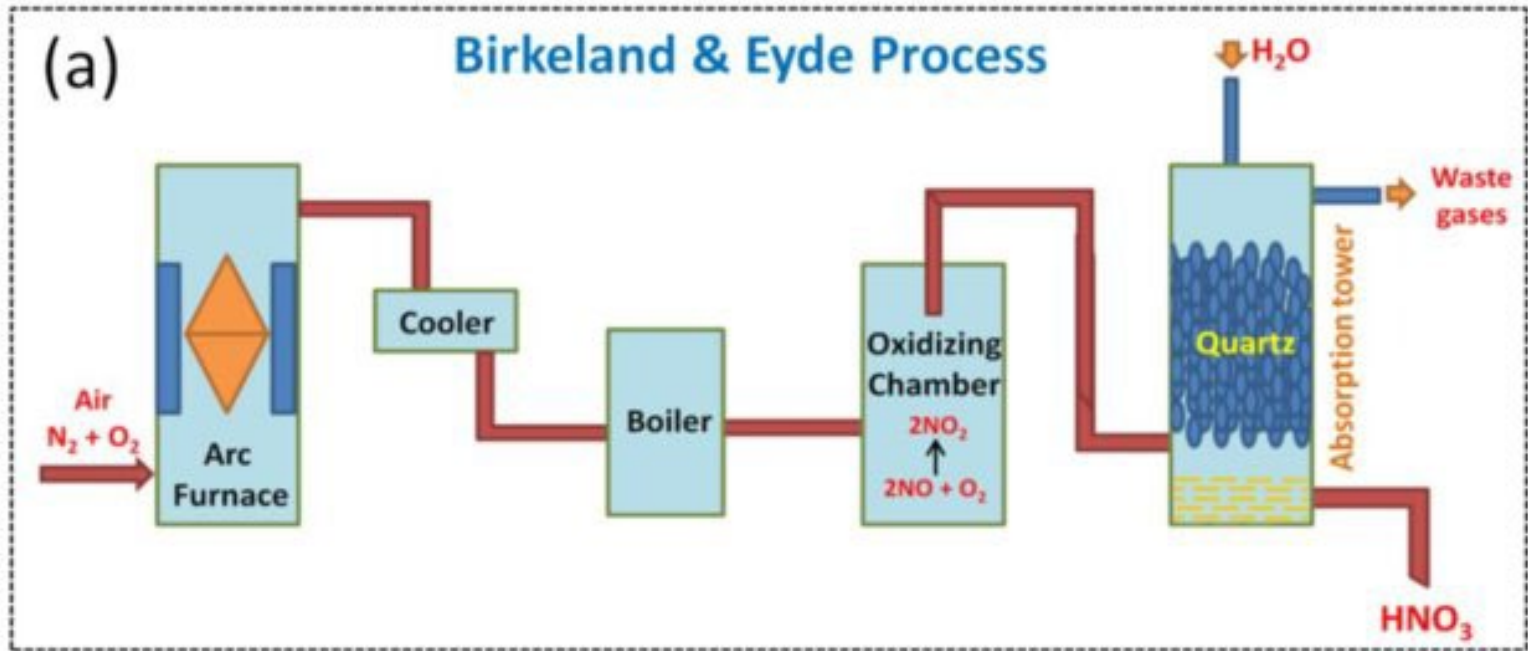 (a)
Birkeland & Eyde Process
H₂O
Waste
gases
Cooler
Oxidizing
Chamber
2NO₂
2NO + O₂
Quartz
Absorption tower
Boiler
Air
N₂ + O₂
Arc
Furnace
HNO₃